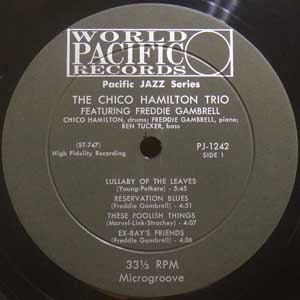 WORLD
PACIFIC
RECORDS
Pacific JAZZ Series
THE CHICO HAMILTON TRIO
FEATURING FREDDIE GAMBRELL
CHICO HAMILTON, drums; FREDDIE GAMBRELL, piano;
BEN TUCKER, bass
(ST-747)
High Fidelity Recording
PJ-1242
SIDE 1
LULLABY OF THE LEAVES
(Young-Petkere) - 5:45
RESERVATION BLUES
(Freddie Gambrell) - 4:51
THESE FOOLISH THINGS
(Marvel-Link-Strachey) - 4:07
EX-RAY'S FRIENDS
(Freddie Gambrell) - 4:06
33⅓ RPM
Microgroove